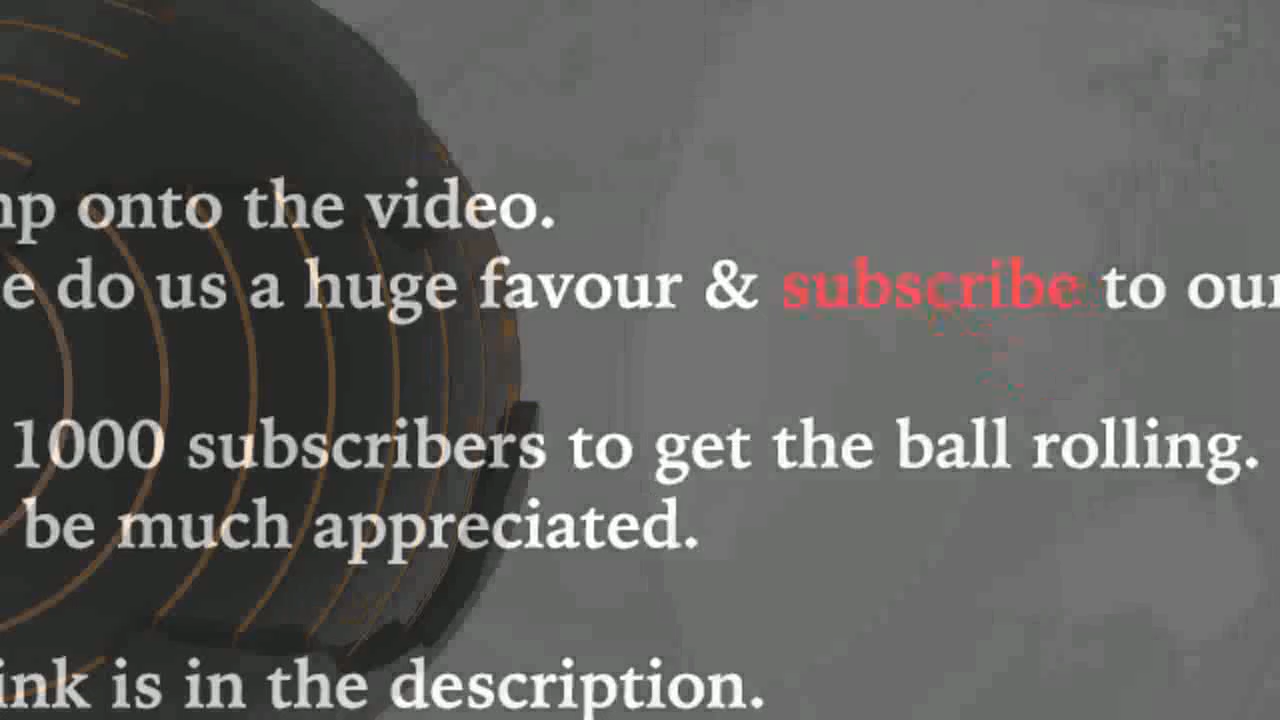 onto the video.
do us a huge favour & subscribe to our
1000 subscribers to get the ball rolling.
be much appreciated.
is in the description.